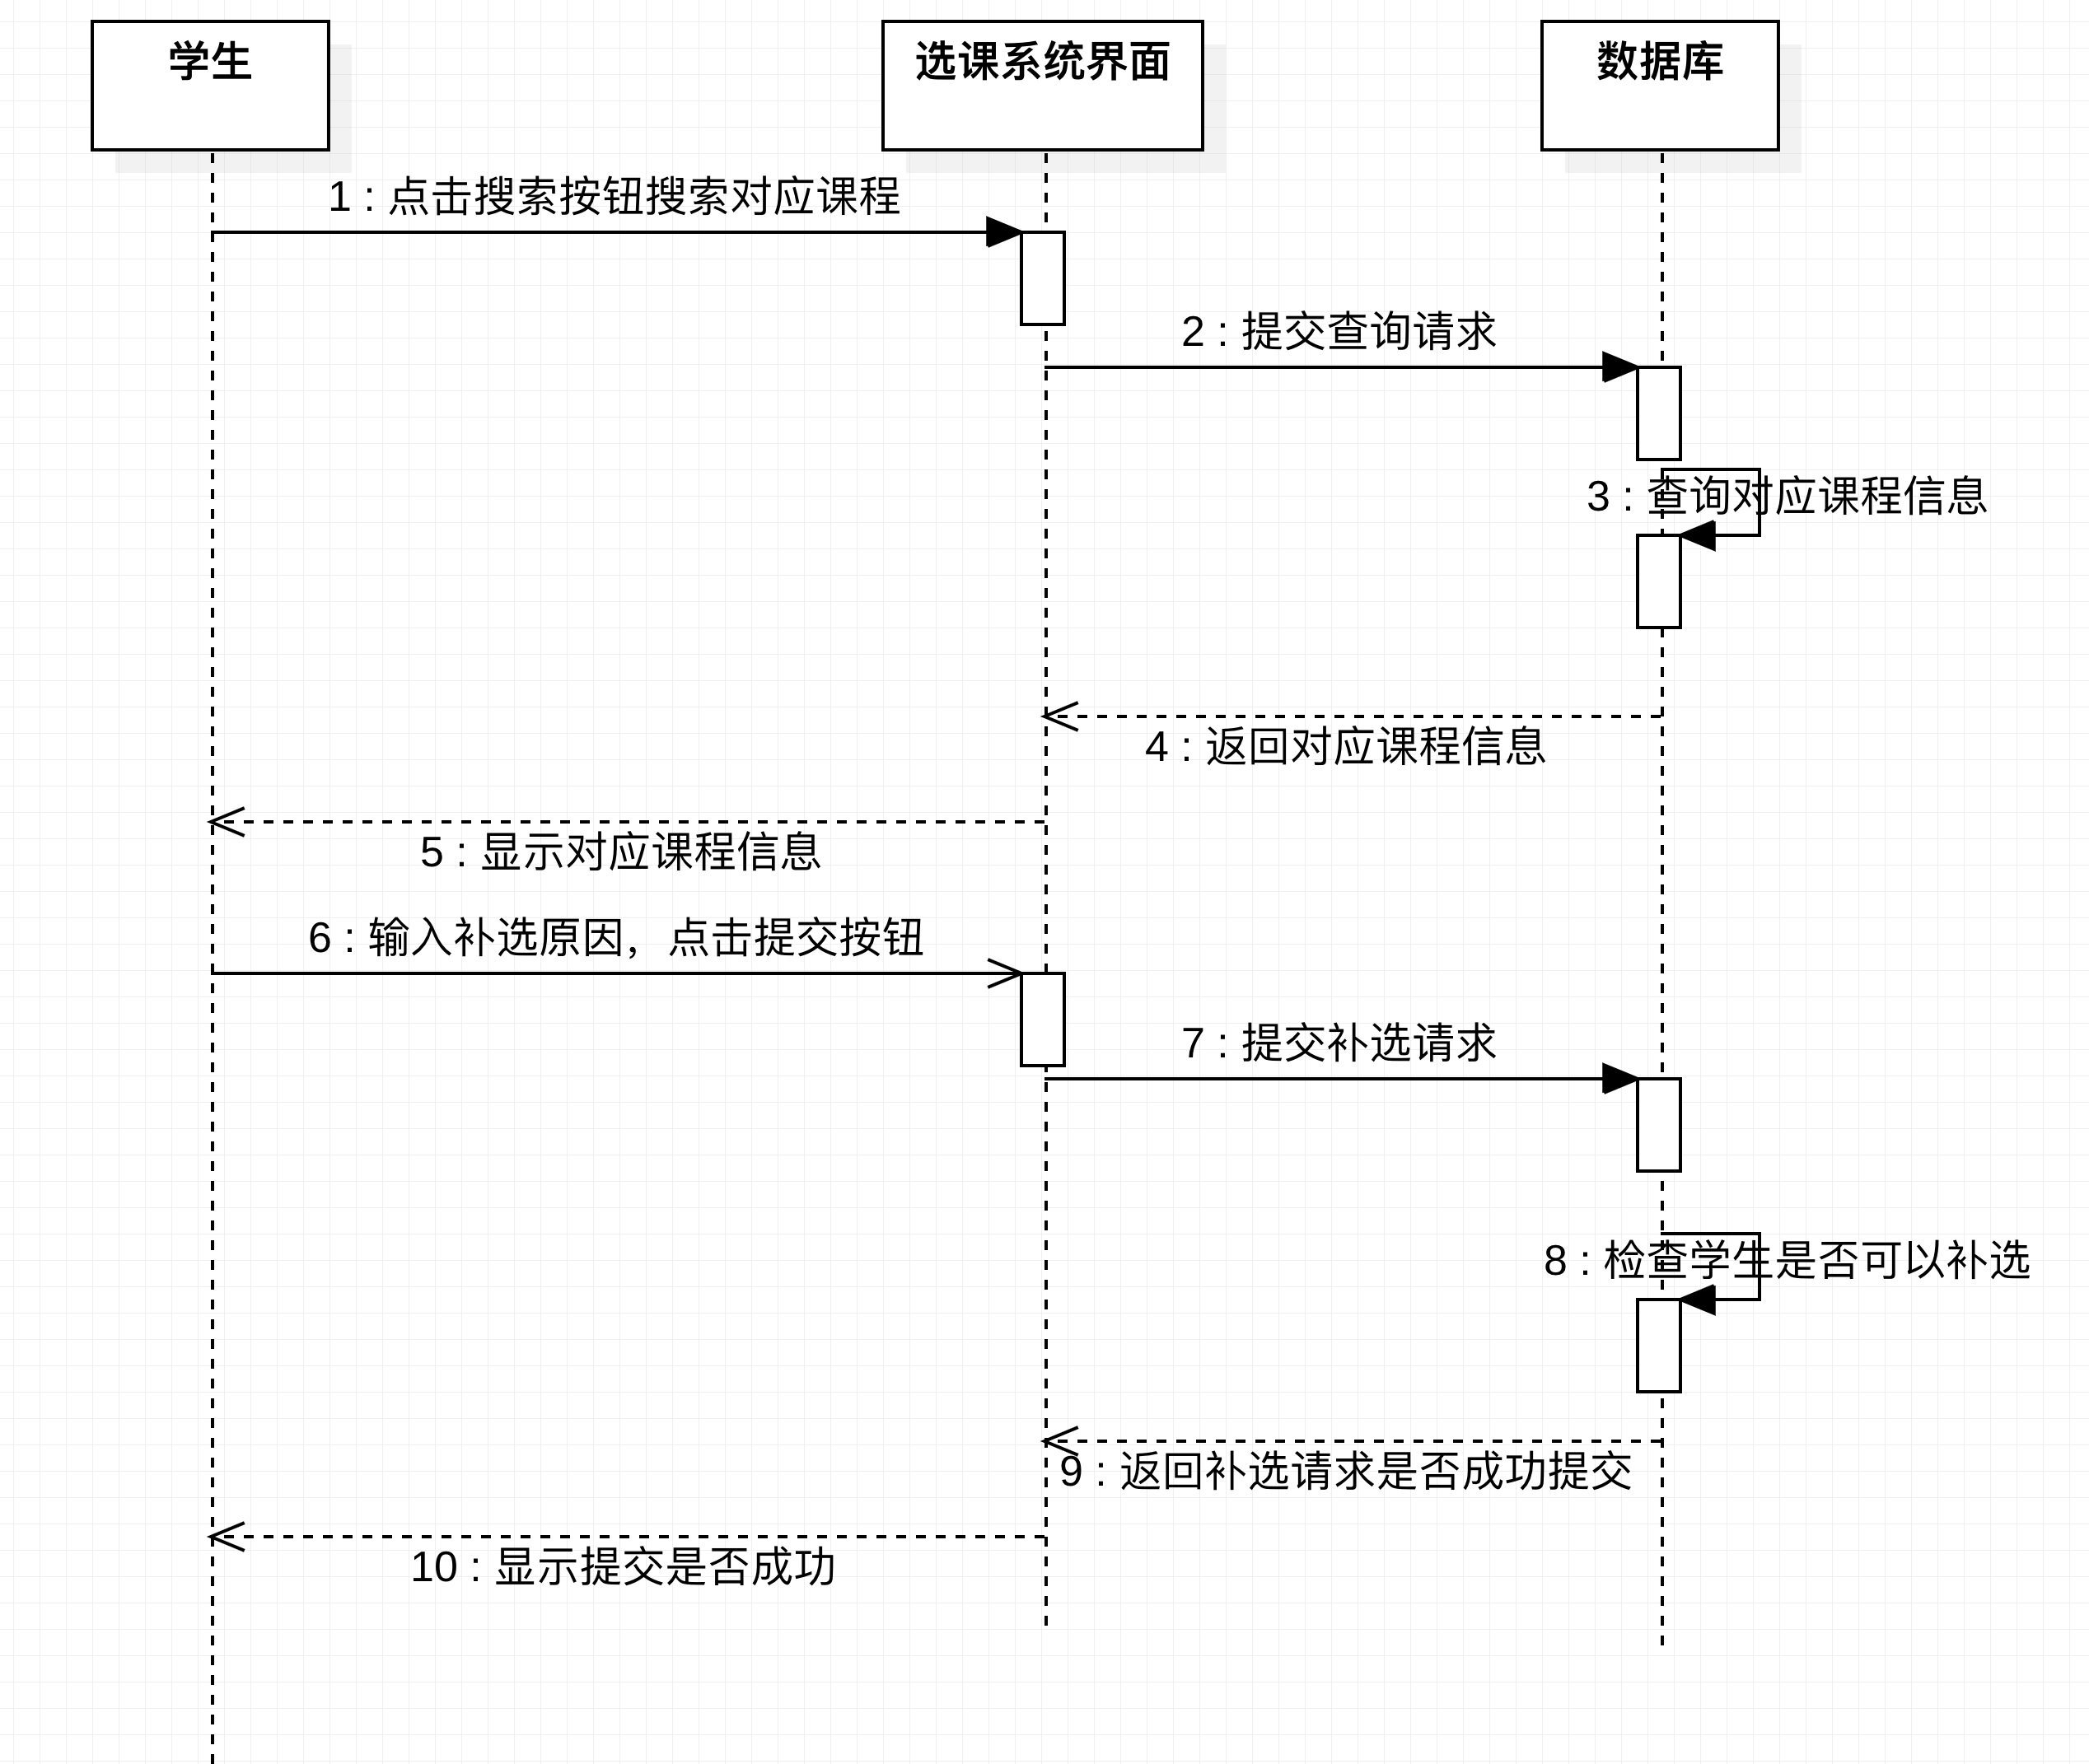 学生
选课系统界面
数据库
1 : 点击搜索按钮搜索对应课程
2 : 提交查询请求
3 : 查询对应课程信息
4 : 返回对应课程信息
5 : 显示对应课程信息
6 : 输入补选原因，点击提交按钮
7 : 提交补选请求
8 : 检查学生是否可以补选
9 : 返回补选请求是否成功提交
10 : 显示提交是否成功